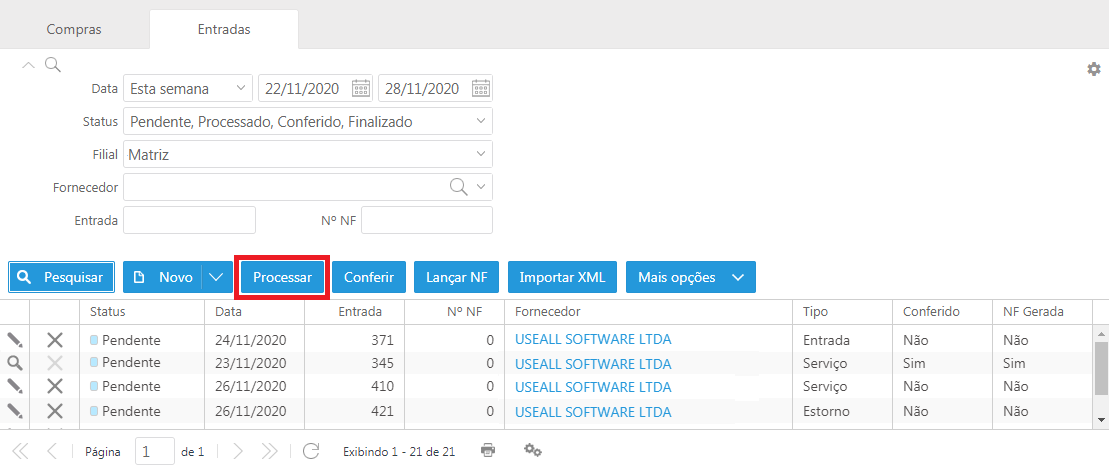 Compras Entradas
Data Esta semana 22/11/2020 28/11/2020
Status Pendente, Processado, Conferido, Finalizado
Filial Matriz
Fornecedor
Entrada Nº NF
Pesquisar Novo Processar Conferir Lançar NF Importar XML Mais opções
Status Data Entrada Nº NF Fornecedor Tipo Conferido NF Gerada
Pendente 24/11/2020 371 0 USEALL SOFTWARE LTDA Entrada Não Não
Pendente 23/11/2020 345 0 USEALL SOFTWARE LTDA Serviço Sim Sim
Pendente 26/11/2020 410 0 USEALL SOFTWARE LTDA Serviço Não Não
Pendente 26/11/2020 421 0 USEALL SOFTWARE LTDA Estorno Não Não
Página 1 de 1 Exibindo 1 - 21 de 21